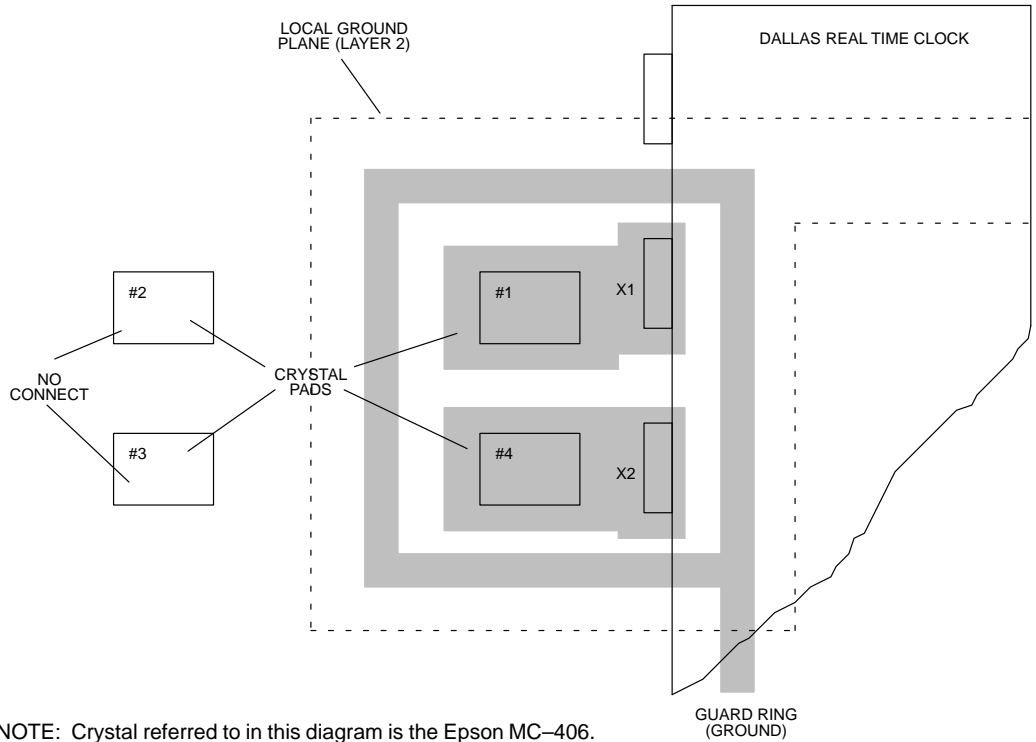 LOCAL GROUND
PLANE (LAYER 2)
DALLAS REAL TIME CLOCK
#2
#1
X1
NO
CONNECT
CRYSTAL
PADS
#3
#4
X2
GUARD RING
(GROUND)
NOTE: Crystal referred to in this diagram is the Epson MC–406.